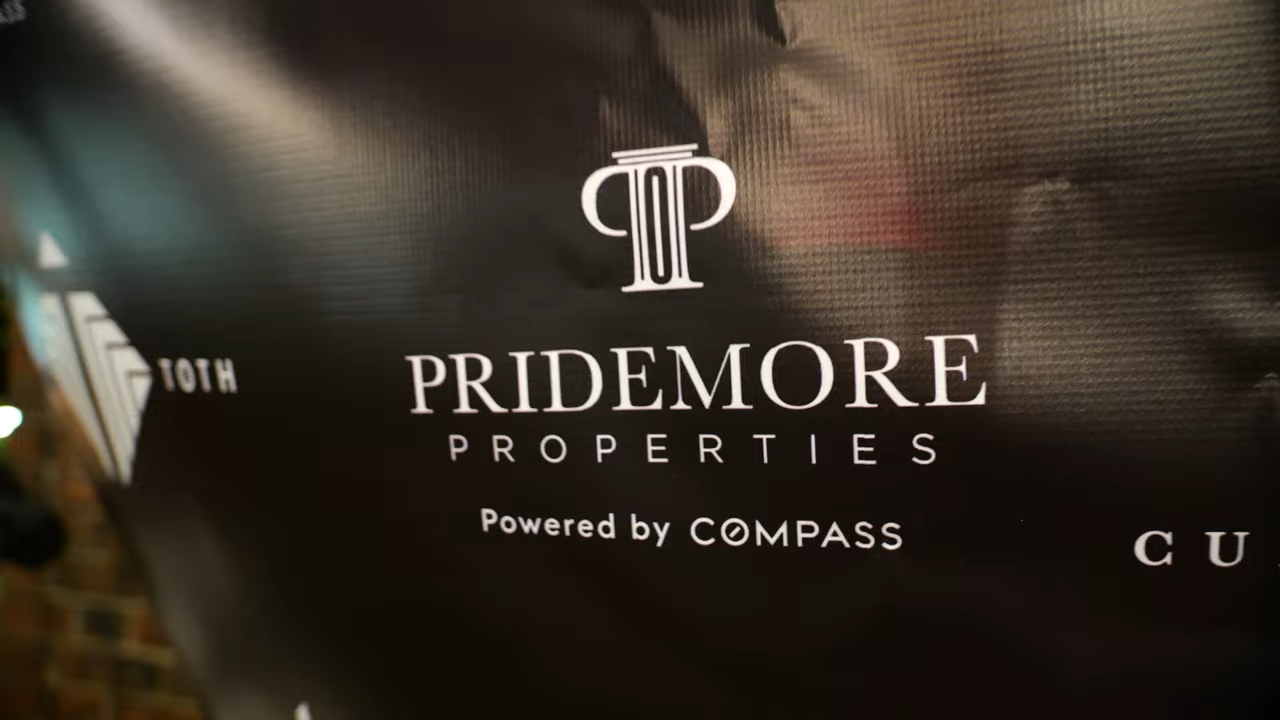 TOTH
PRIDEMORE
PROPERTIES
Powered by COMPASS
CU